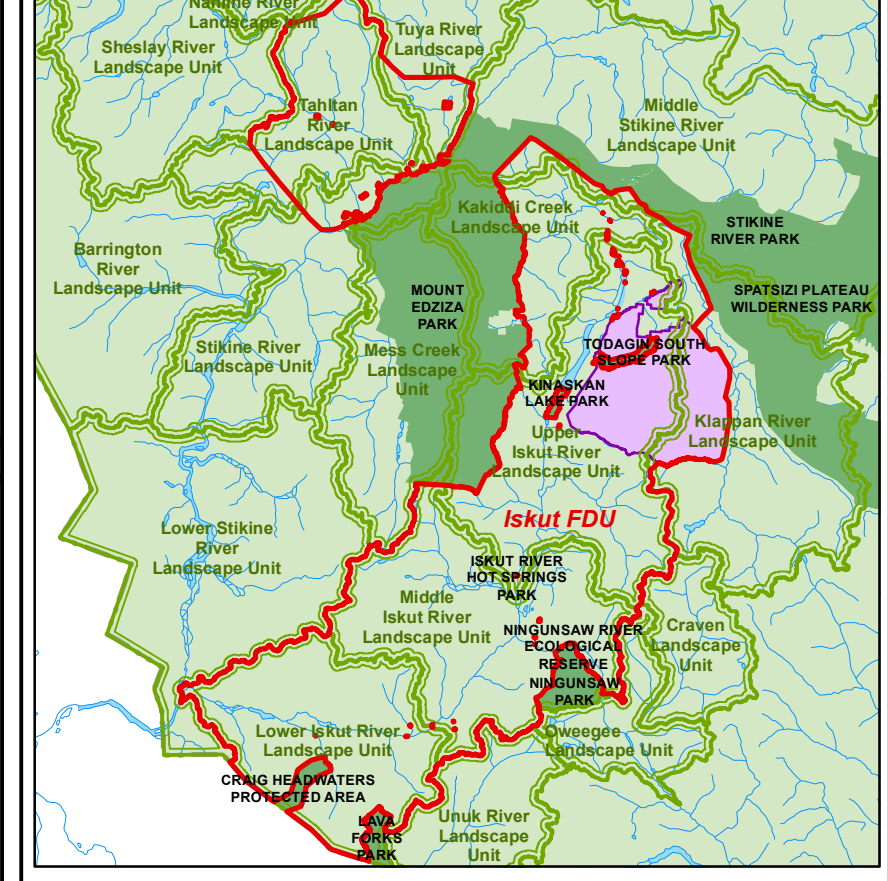 Nahlin River
Landscape Unit
Tuya River
Landscape
Unit
Sheslay River
Landscape Unit
Tahltan
River
Landscape Unit
Middle
Stikine River
Landscape Unit
Kakiddi Creek
Landscape Unit
STIKINE
RIVER PARK
Barrington
River
Landscape Unit
MOUNT
EDZIZA
PARK
SPATSIZI PLATEAU
WILDERNESS PARK
Stikine River
Landscape Unit
Mess Creek
Landscape
Unit
TODAGIN SOUTH
SLOPE PARK
KINASKAN
LAKE PARK
Klappan River
Landscape Unit
Upper
Iskut River
Landscape Unit
Iskut FDU
Lower Stikine
River
Landscape Unit
ISKUT RIVER
HOT SPRINGS
PARK
Middle
Iskut River
Landscape Unit
NINGUNSAW RIVER
ECOLOGICAL
RESERVE
NINGUNSAW
PARK
Craven
Landscape
Unit
Lower Iskut River
Landscape Unit
Oweegee
Landscape Unit
CRAIG HEADWATERS
PROTECTED AREA
LAVA
FORKS
PARK
Unuk River
Landscape
Unit